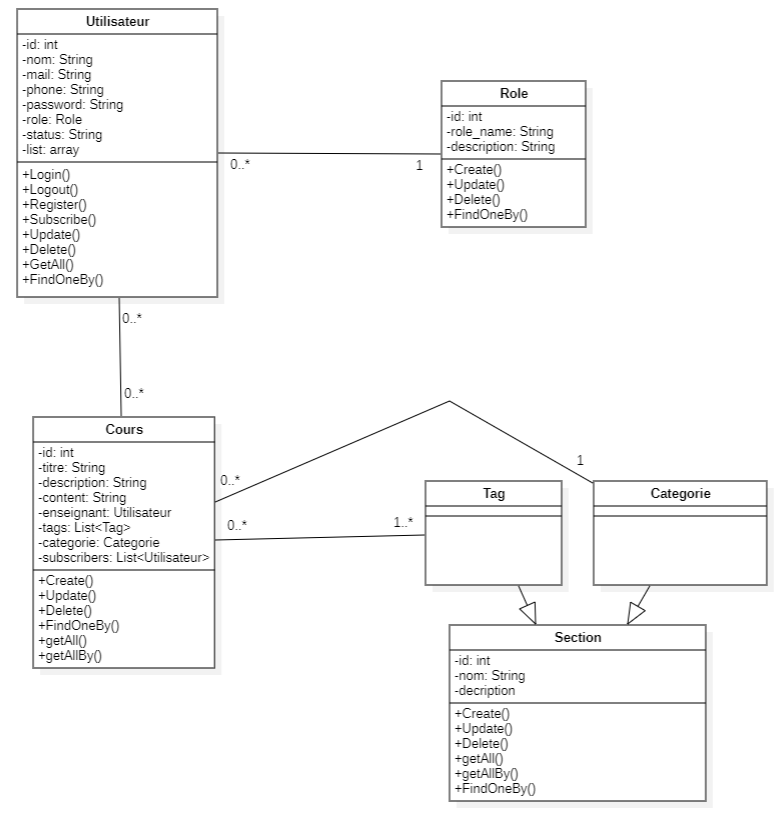 Utilisateur
-id: int
-nom: String
-mail: String
-phone: String
-password: String
-role: Role
-status: String
-list: array
+Login()
+Logout()
+Register()
+Subscribe()
+Update()
+Delete()
+GetAll()
+FindOneBy()
0..*
1
Role
-id: int
-role_name: String
-description: String
+Create()
+Update()
+Delete()
+FindOneBy()
0..*
0..*
Cours
-id: int
-titre: String
-description: String
-content: String
-enseignant: Utilisateur
-tags: List<Tag>
-categorie: Categorie
-subscribers: List<Utilisateur>
+Create()
+Update()
+Delete()
+FindOneBy()
+getAll()
+getAllBy()
0..*
1
0..*
1..*
Tag
Categorie
Section
-id: int
-nom: String
-decription
+Create()
+Update()
+Delete()
+getAll()
+getAllBy()
+FindOneBy()